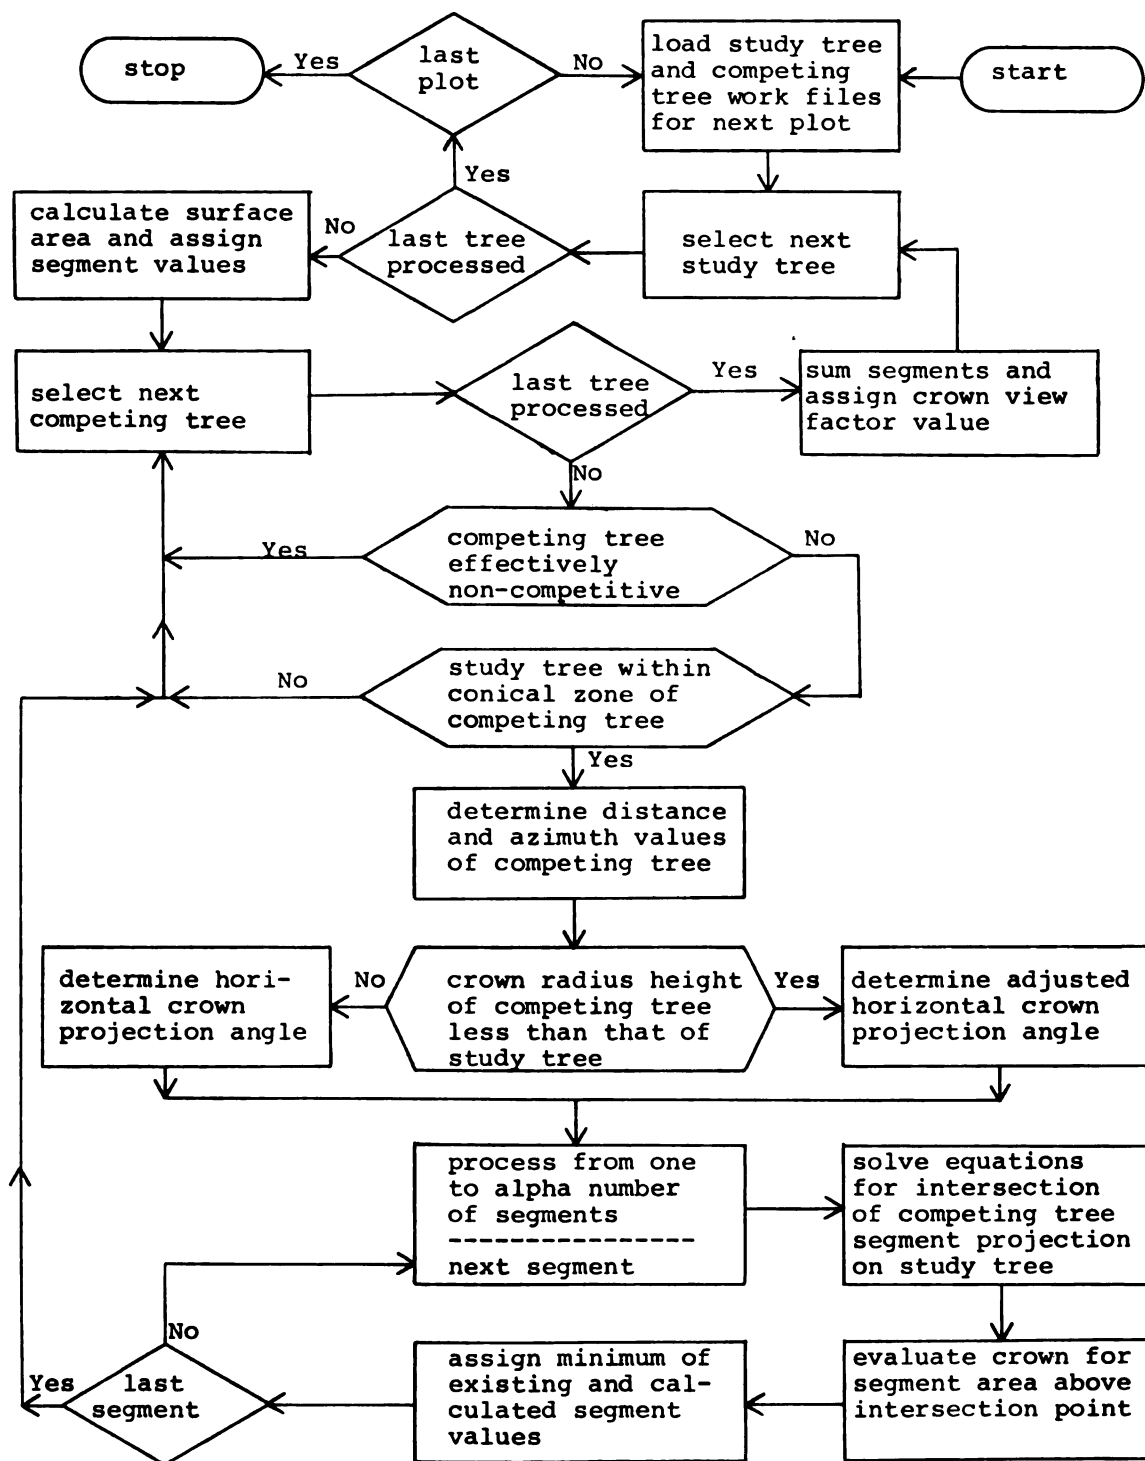 stop
Yes
last
plot
No
load study tree
and competing
tree work files
for next plot
start
Yes
calculate surface
area and assign
segment values
No
last tree
processed
select next
study tree
select next
competing tree
last tree
processed
Yes
sum segments and
assign crown view
factor value
No
Yes
competing tree
effectively
non-competitive
No
No
study tree within
conical zone of
competing tree
Yes
determine distance
and azimuth values
of competing tree
determine hori-
zontal crown
projection angle
No
crown radius height
of competing tree
less than that of
study tree
Yes
determine adjusted
horizontal crown
projection angle
process from one
to alpha number
of segments
----------------
next segment
solve equations
for intersection
of competing tree
segment projection
on study tree
No
Yes
last
segment
assign minimum of
existing and cal-
culated segment
values
evaluate crown for
segment area above
intersection point